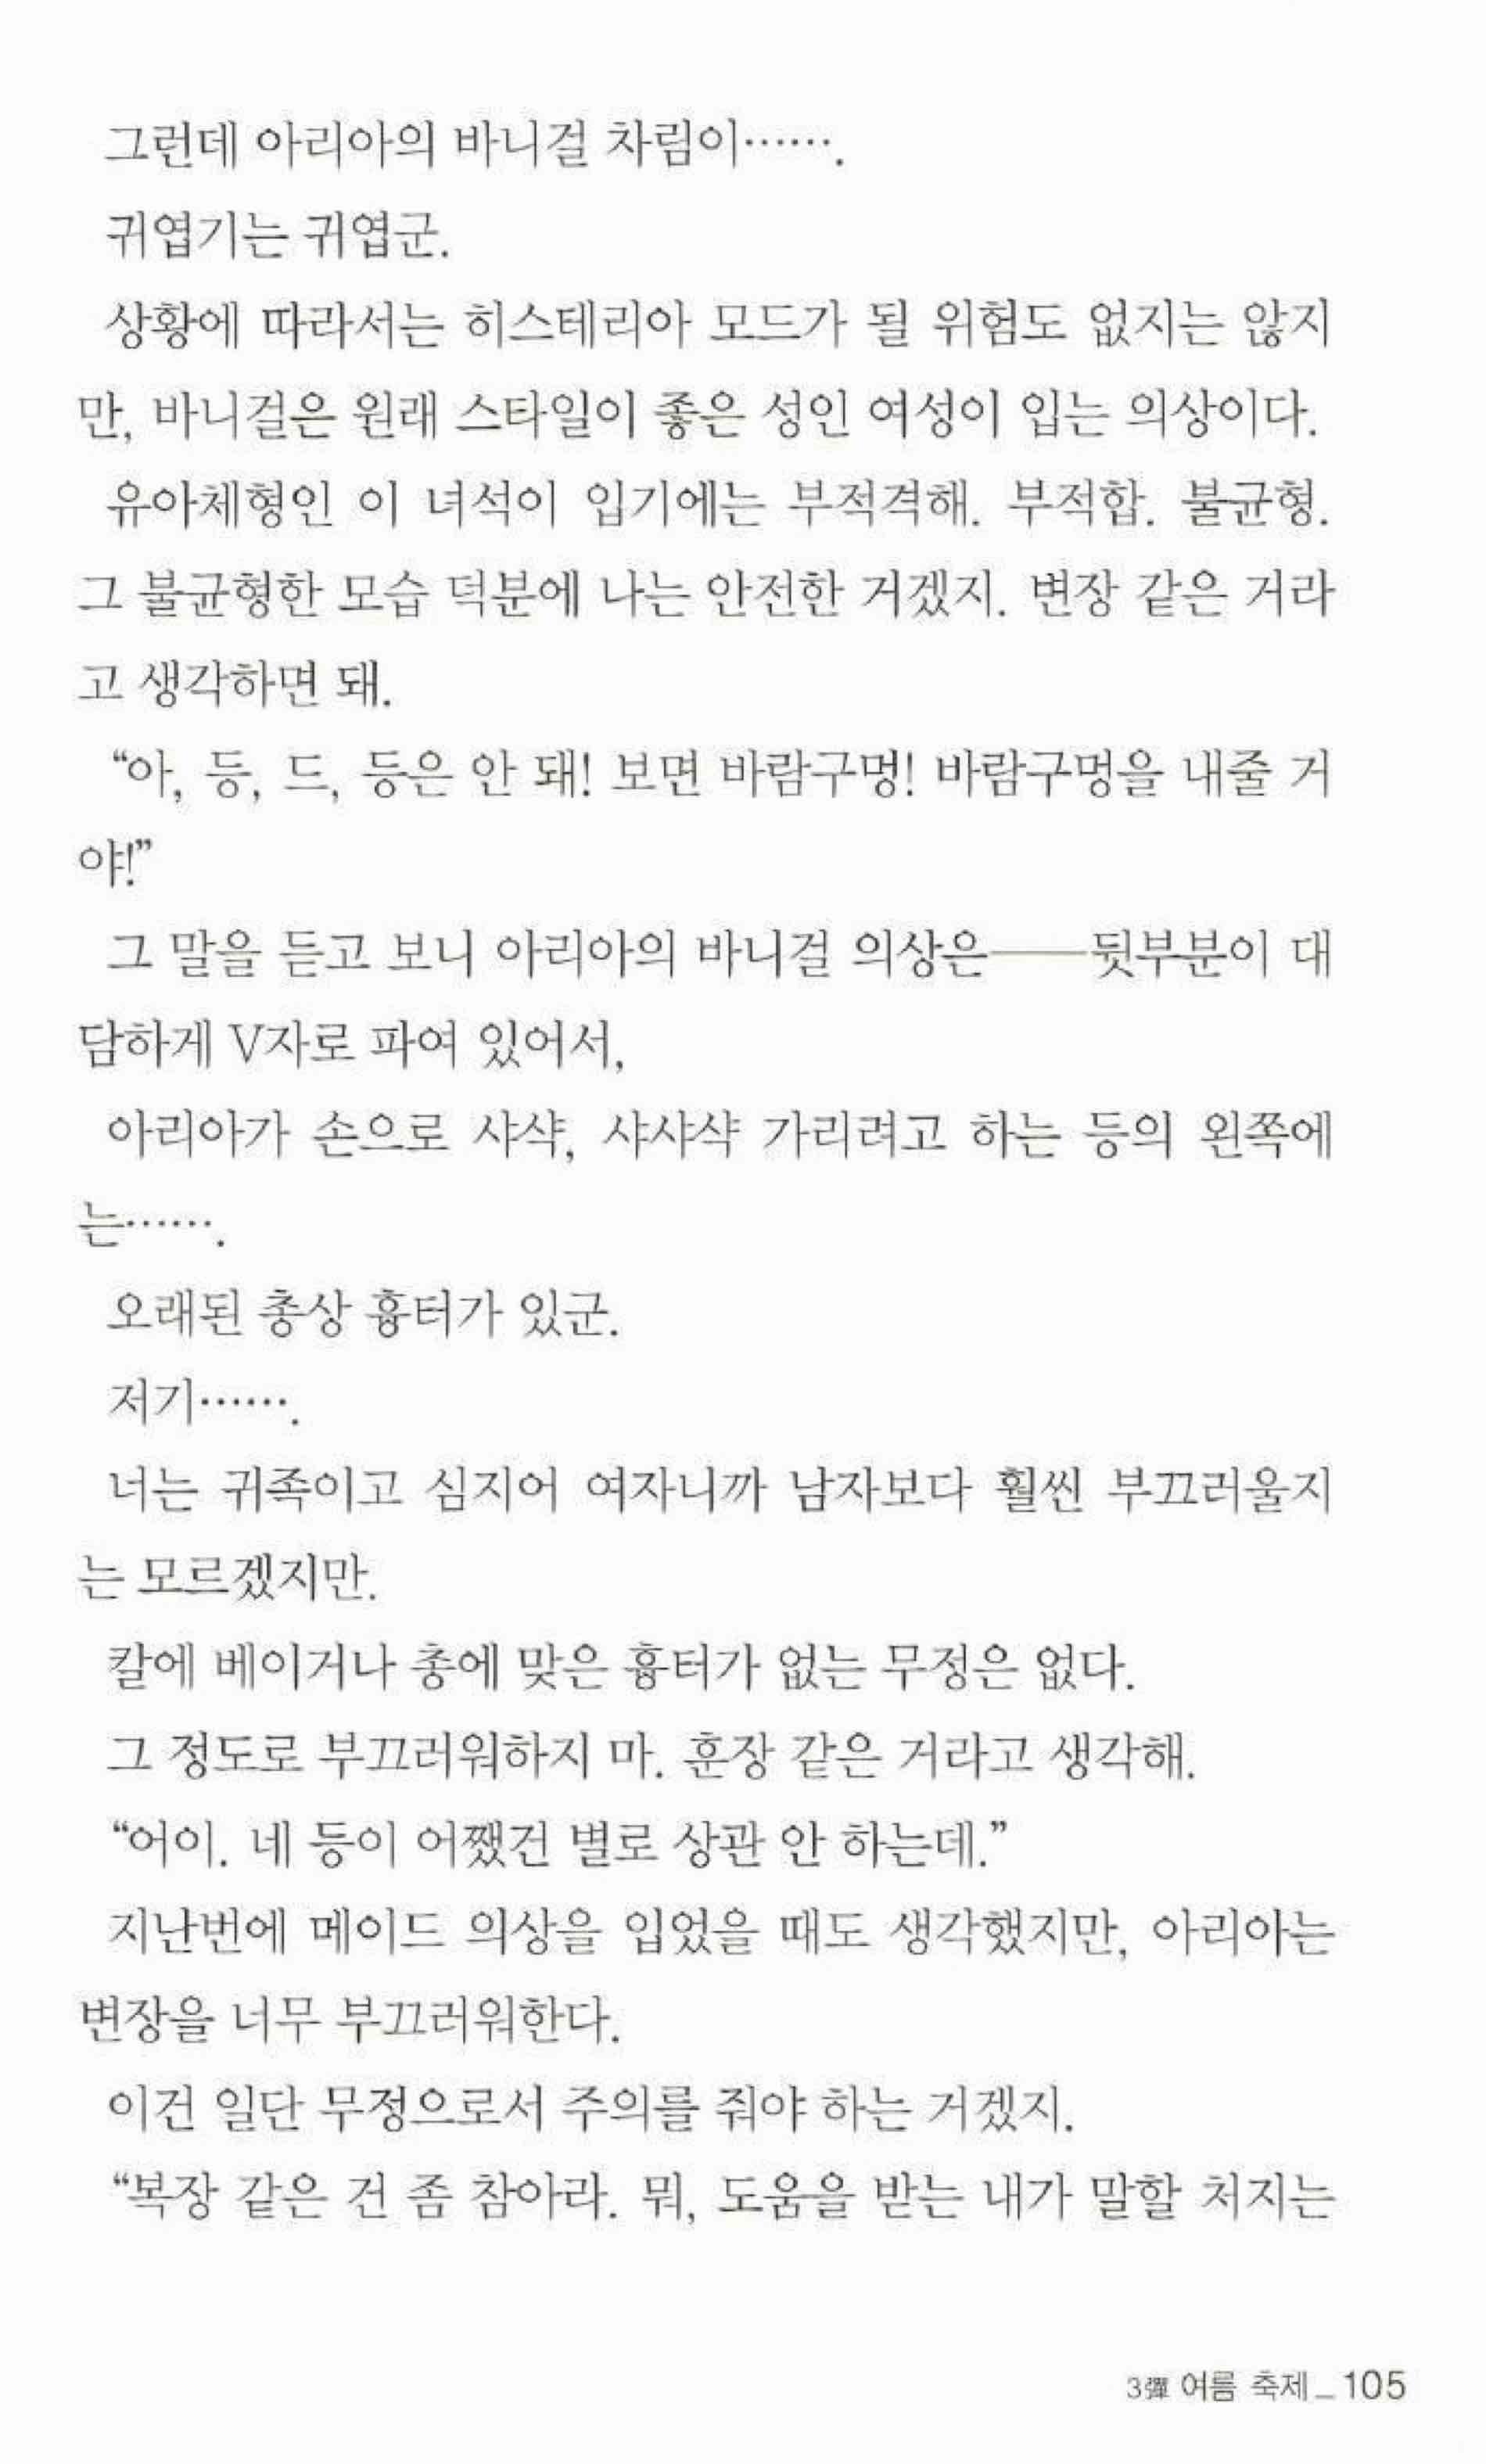 그런데 아리아의 바니걸 차림이…….
귀엽기는 귀엽군.
상황에 따라서는 히스테리아 모드가 될 위험도 없지는 않지
만, 바니걸은 원래 스타일이 좋은 성인 여성이 입는 의상이다.
유아체형인 이 녀석이 입기에는 부적격해. 부적합. 불균형.
그 불균형한 모습 덕분에 나는 안전한 거겠지. 변장 같은 거라
고 생각하면 돼.
“아, 등, 드, 등은 안 돼! 보면 바람구멍! 바람구멍을 내줄 거
야!”
그 말을 듣고 보니 아리아의 바니걸 의상은――뒷부분이 대
담하게 V자로 파여 있어서,
아리아가 손으로 샤샥, 샤샤샥 가리려고 하는 등의 왼쪽에
는…….
오래된 총상 흉터가 있군.
저기…….
너는 귀족이고 심지어 여자니까 남자보다 훨씬 부끄러울지
는 모르겠지만.
칼에 베이거나 총에 맞은 흉터가 없는 무정은 없다.
그 정도로 부끄러워하지 마. 훈장 같은 거라고 생각해.
“어이. 네 등이 어쨌건 별로 상관 안 하는데.”
지난번에 메이드 의상을 입었을 때도 생각했지만, 아리아는
변장을 너무 부끄러워한다.
이건 일단 무정으로서 주의를 줘야 하는 거겠지.
“복장 같은 건 좀 참아라. 뭐, 도움을 받는 내가 말할 처지는
3彈 여름 축제_105